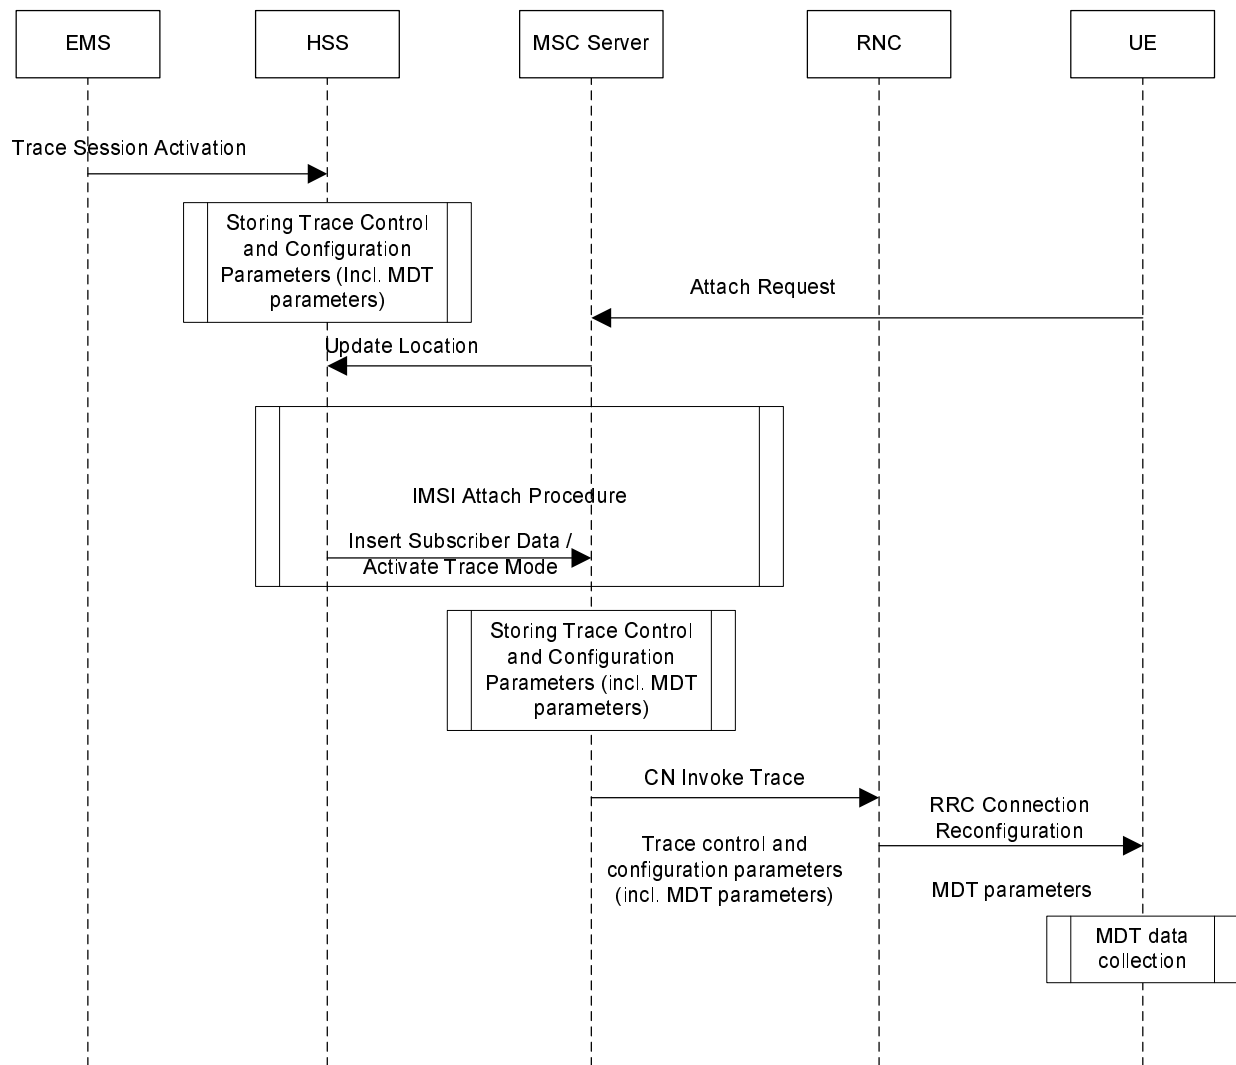 EMS
HSS
MSC Server
RNC
UE
Trace Session Activation
Storing Trace Control
and Configuration
Parameters (Incl. MDT
parameters)
Attach Request
Update Location
IMSI Attach Procedure
Insert Subscriber Data /
Activate Trace Mode
Storing Trace Control
and Configuration
Parameters (incl. MDT
parameters)
CN Invoke Trace
Trace control and
configuration parameters
(incl. MDT parameters)
RRC Connection
Reconfiguration
MDT parameters
MDT data
collection